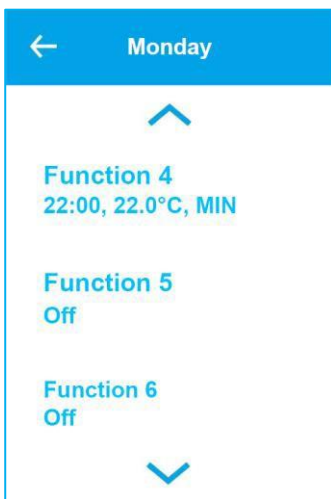 Monday
Function 4
22:00, 22.0°C, MIN
Function 5
Off
Function 6
Off